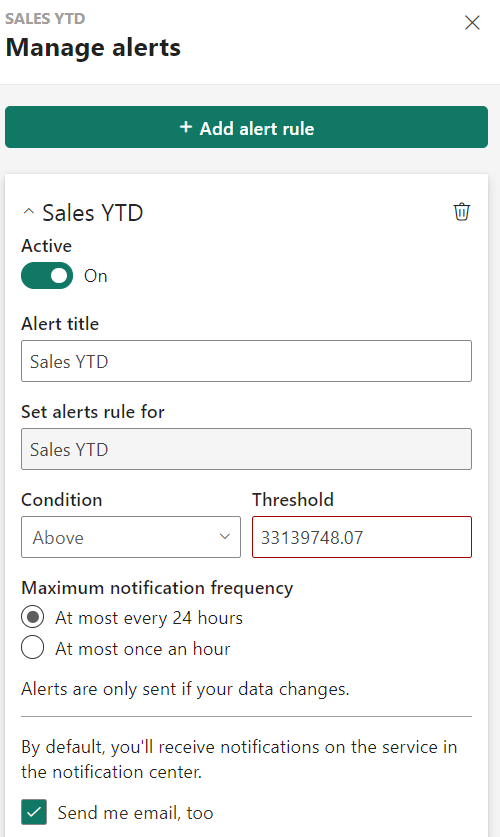 SALES YTD
Manage alerts
+ Add alert rule
Sales YTD
Active
On
Alert title
Sales YTD
Set alerts rule for
Sales YTD
Condition
Threshold
Above
33139748.07
Maximum notification frequency
At most every 24 hours
At most once an hour
Alerts are only sent if your data changes.
By default, you'll receive notifications on the service in
the notification center.
Send me email, too